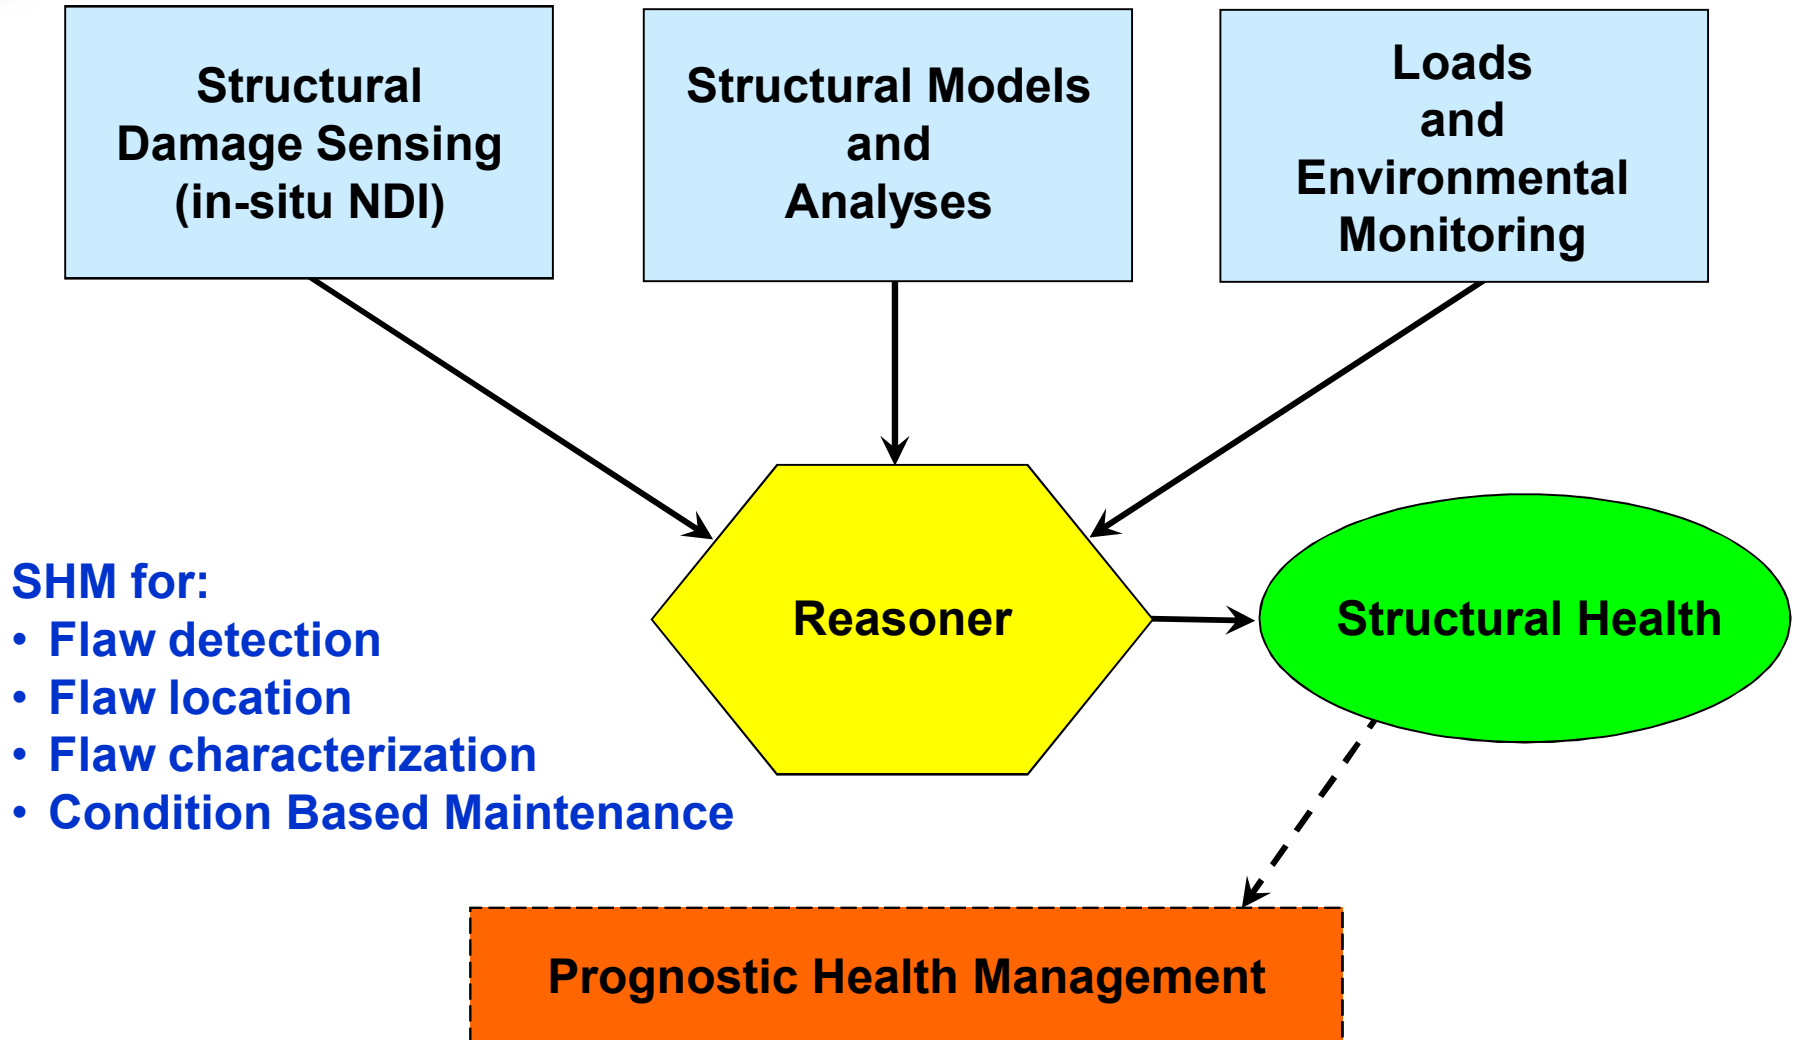 Structural
Damage Sensing
(in-situ NDI)
Structural Models
and
Analyses
Loads
and
Environmental
Monitoring
SHM for:
• Flaw detection
• Flaw location
• Flaw characterization
• Condition Based Maintenance
Reasoner
Structural Health
Prognostic Health Management